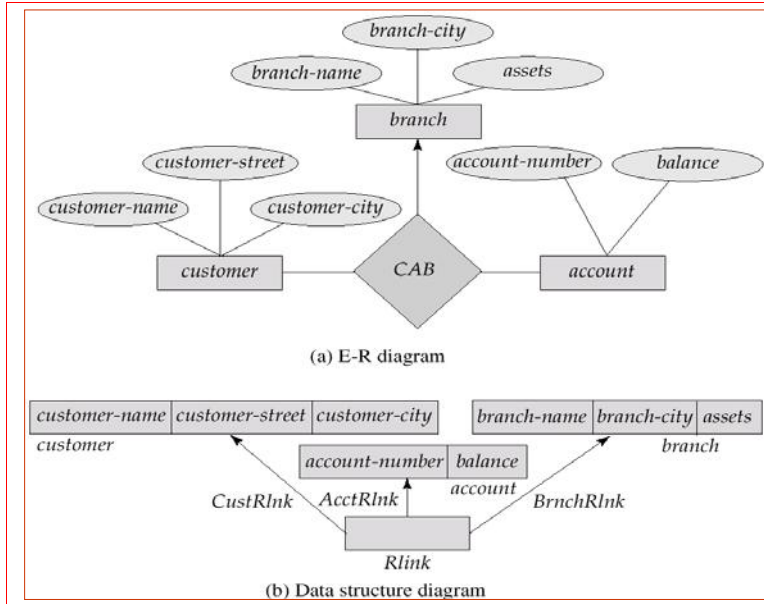 branch-city
branch-name
assets
branch
customer-street
account-number
balance
customer-name
customer-city
customer
CAB
account
(a) E-R diagram
customer-name customer-street customer-city
branch-name branch-city assets
customer
branch
account-number balance
account
CustRlnk
AcctRlnk
BrnchRlnk
Rlink
(b) Data structure diagram